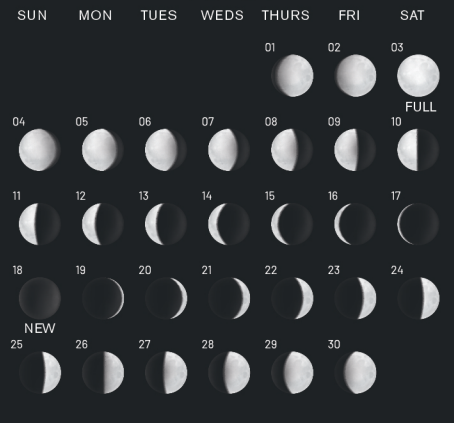 SUN MON TUES WEDS THURS FRI SAT
01 02 03
FULL
04 05 06 07 08 09 10
11 12 13 14 15 16 17
18 19 20 21 22 23 24
NEW
25 26 27 28 29 30